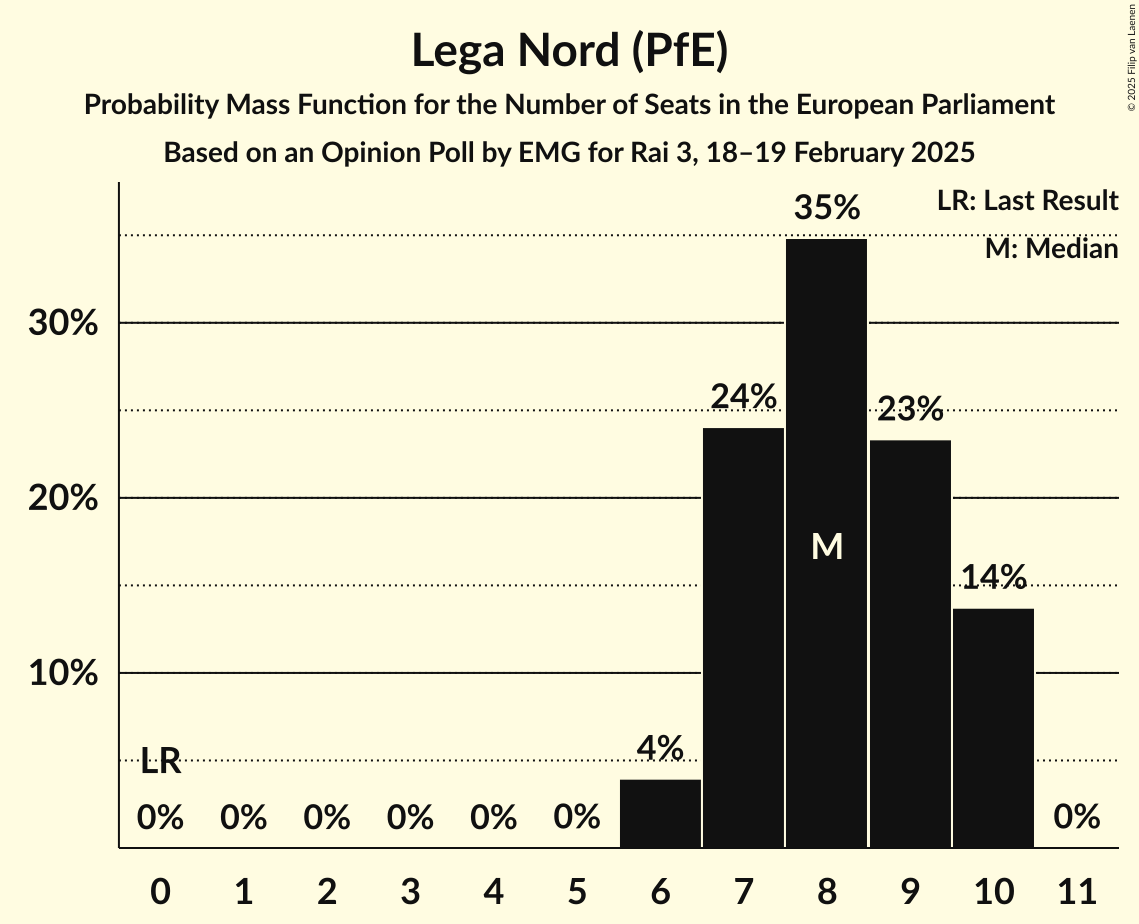 Lega Nord (PfE)
Probability Mass Function for the Number of Seats in the European Parliament
Based on an Opinion Poll by EMG for Rai 3, 18–19 February 2025
© 2025 Filip van Laenen
LR: Last Result
M: Median
35%
30%
24%
23%
20%
M
14%
10%
LR
4%
0% 0% 0% 0% 0% 0% 0%
0 1 2 3 4 5 6 7 8 9 10 11